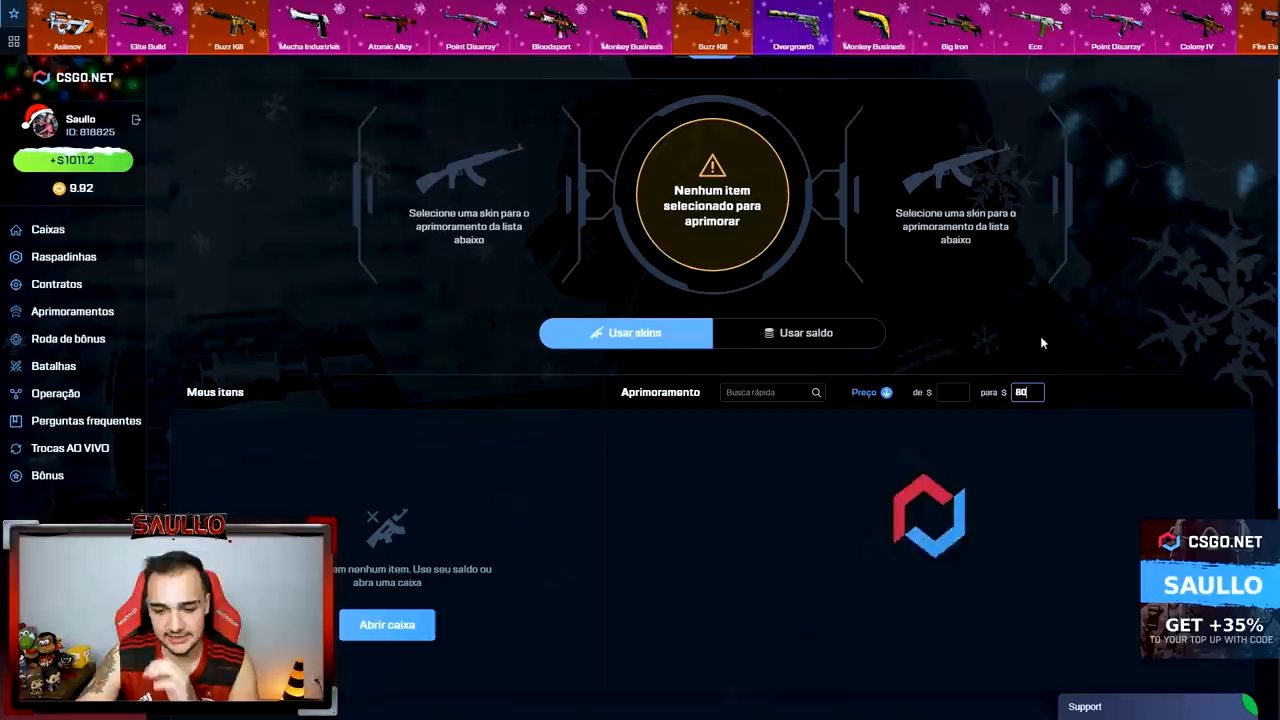 Asiimov
Elite Build
Buzz Kill
Mecha Industries
Atomic Alloy
Point Disarray
Bloodsport
Monkey Business
Buzz Kill
Overgrowth
Monkey Business
Big Iron
Eco
Point Disarray
Colony IV
Fire Ele
CSGO.NET
Saullo
ID: 818825
+$1011.2
9.92
Caixas
Raspadinhas
Contratos
Aprimoramentos
Roda de bônus
Batalhas
Operação
Perguntas frequentes
Trocas AO VIVO
Bônus
Selecione uma skin para o
aprimoramento da lista
abaixo
Nenhum item
selecionado para
aprimorar
Selecione uma skin para o
aprimoramento da lista
abaixo
Usar skins
Usar saldo
Meus itens
Aprimoramento
Busca rápida
Preço
de $
para $
80
em nenhum item. Use seu saldo ou
abra uma caixa
Abrir caixa
SAULLO
CSGO.NET
SAULLO
GET +35%
TO YOUR TOP UP WITH CODE
Support